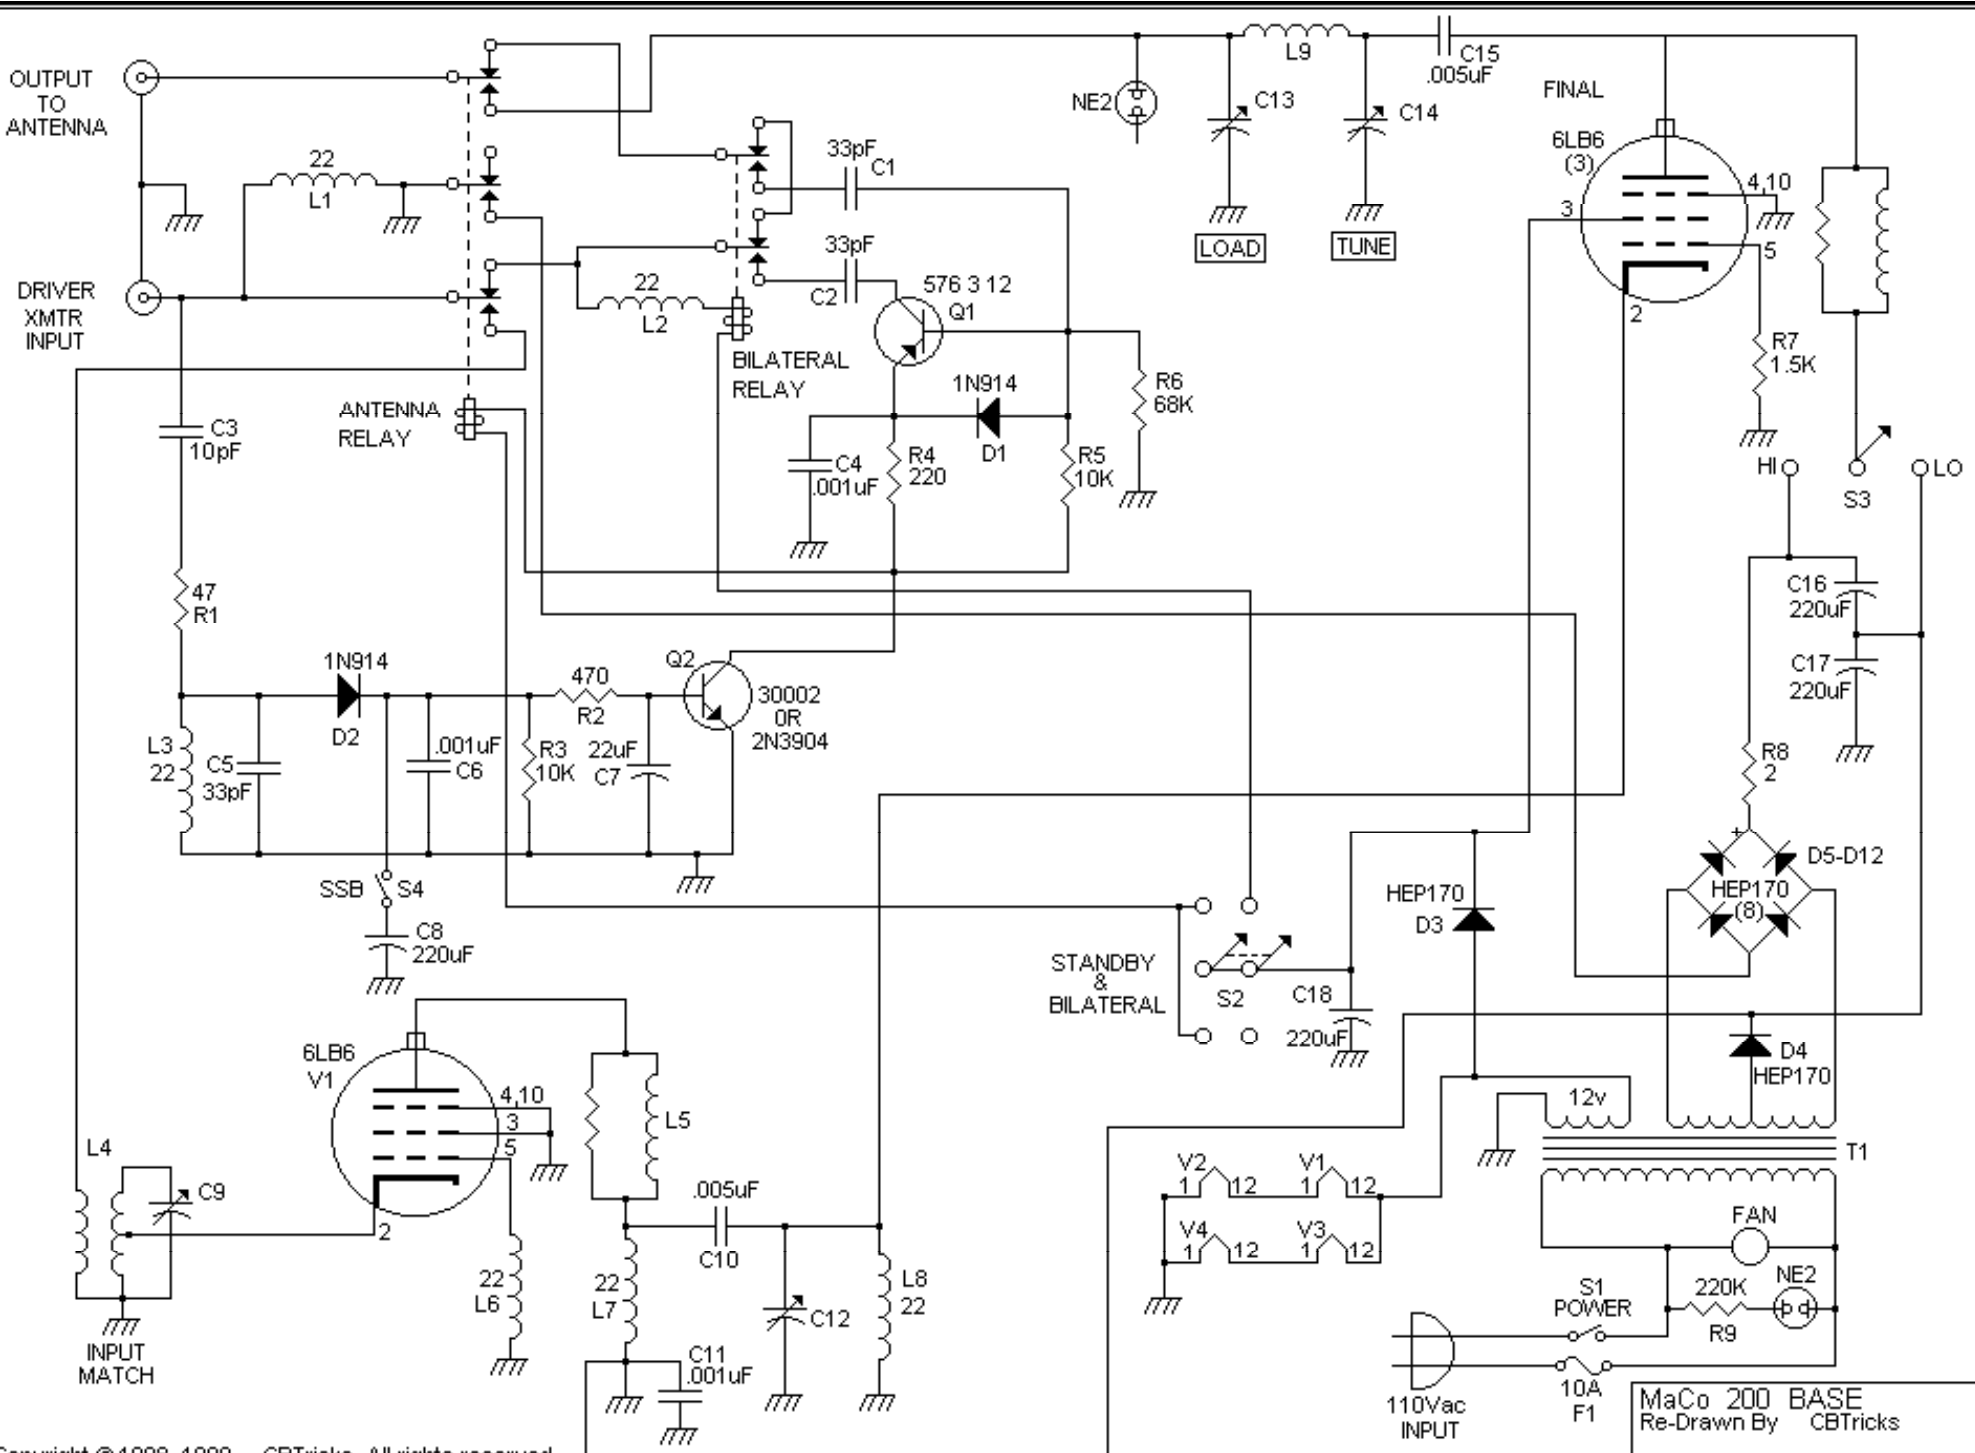 OUTPUT
TO
ANTENNA
22
L1
DRIVER
XMTR
INPUT
22
L2
BILATERAL
RELAY
ANTENNA
RELAY
33pF
C1
33pF
C2
576 3 12
Q1
1N914
D1
R6
68K
C4
.001uF
R4
220
R5
10K
NE2
C13
LOAD
L9
C14
TUNE
C15
.005uF
FINAL
6LB6
(3)
4,10
3
5
2
R7
1.5K
HI
S3
LO
C16
220uF
C17
220uF
R8
2
C3
10pF
47
R1
1N914
D2
L3
22
C5
33pF
.001uF
C6
R3
10K
470
R2
22uF
C7
Q2
30002
OR
2N3904
SSB
S4
C8
220uF
STANDBY
&
BILATERAL
S2
C18
220uF
HEP170
D3
+
D5-D12
HEP170
(8)
D4
HEP170
12v
T1
6LB6
V1
4,10
3
5
2
L4
C9
INPUT
MATCH
L5
22
L6
22
L7
.005uF
C10
C11
.001uF
C12
L8
22
V2
1
12
V1
1
12
V4
1
12
V3
1
12
FAN
S1
POWER
220K
R9
NE2
10A
F1
110Vac
INPUT
MaCo 200 BASE
Re-Drawn By CBTricks
CBTricks All rights reserved